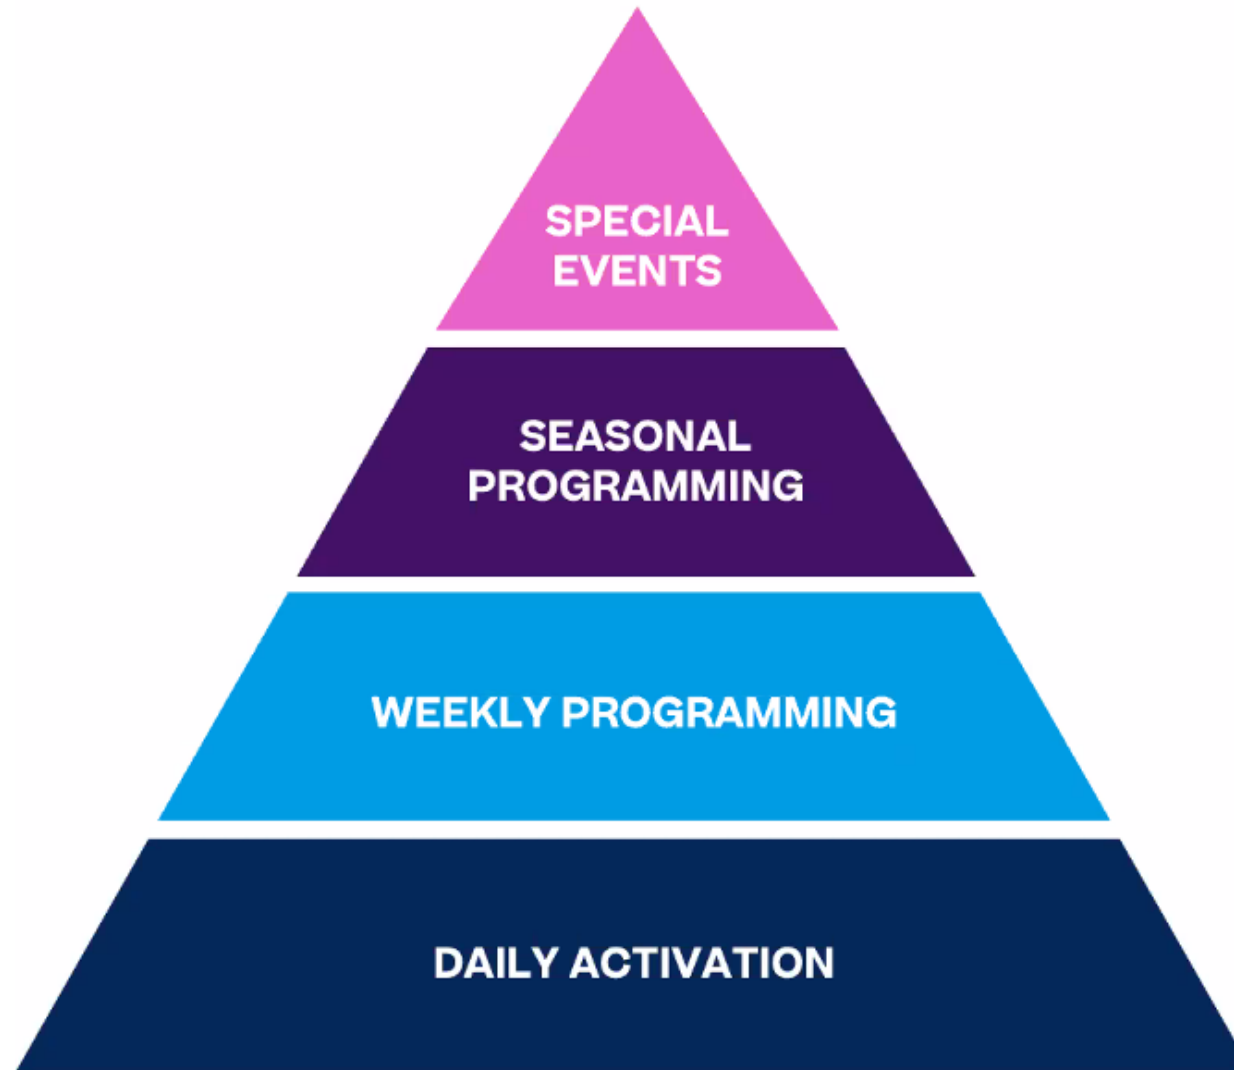 SPECIAL
EVENTS
SEASONAL
PROGRAMMING
WEEKLY PROGRAMMING
DAILY ACTIVATION